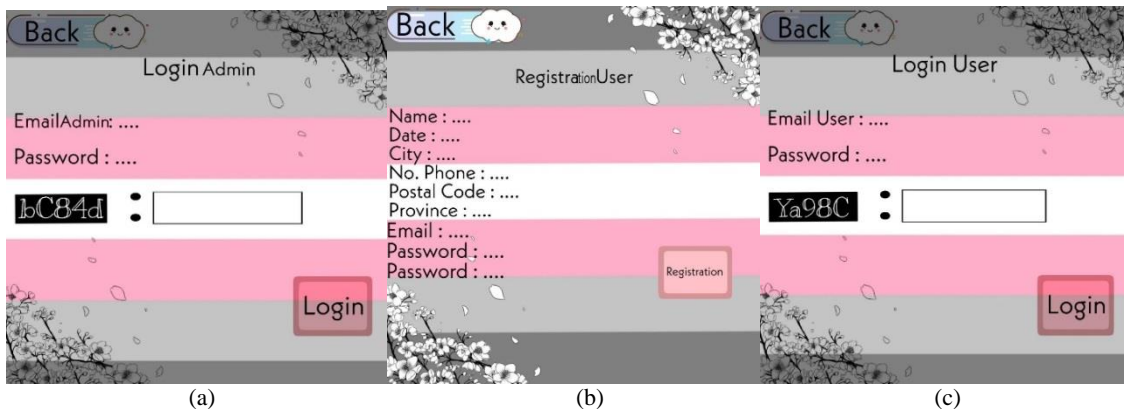 Back
Login Admin
EmailAdmin: ....
Password : ....
bC84d :
Login
(a)
Back
RegistrationUser
Name : ....
Date : ....
City : ....
No. Phone : ....
Postal Code : ....
Province : ....
Email : ....
Password : ....
Password : ....
Registration
(b)
Back
Login User
Email User : ....
Password : ....
Ya98C :
Login
(c)